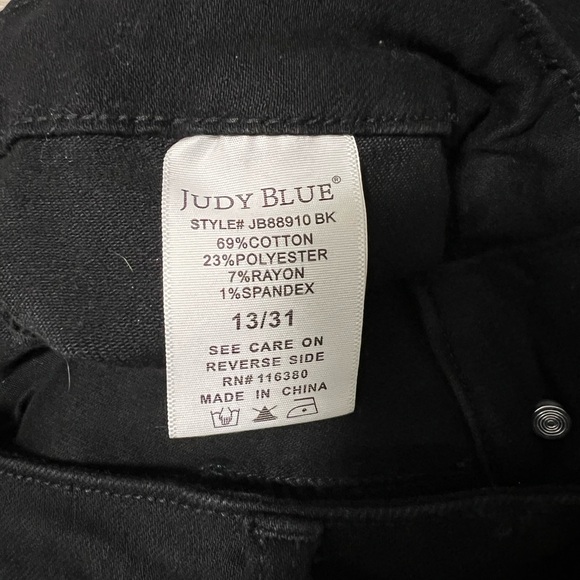 JUDY BLUE®
STYLE# JB88910 BK
69%COTTON
23%POLYESTER
7%RAYON
1%SPANDEX
13/31
SEE CARE ON
REVERSE SIDE
RN# 116380
MADE IN CHINA